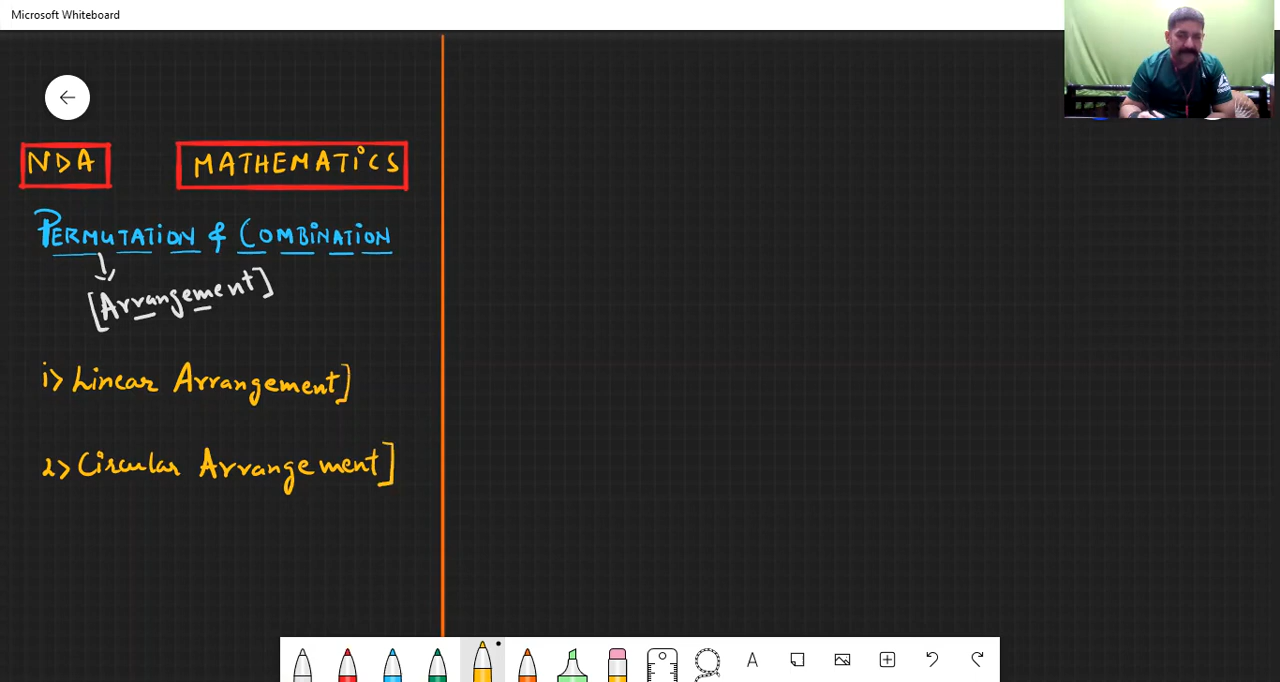 Microsoft Whiteboard
NDA MATHEMATICS
PERMUTATION & COMBINATION
[Arrangement]
1> Linear Arrangement]
2> Circular Arrangement]
A